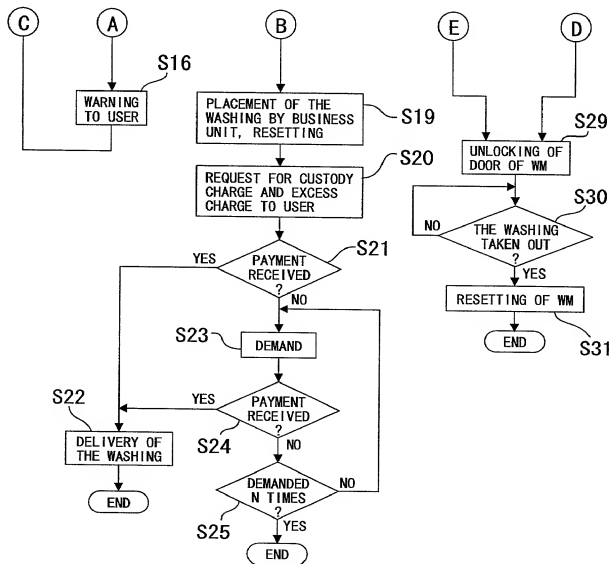 C
A
S16
WARNING
TO USER
B
PLACEMENT OF THE
WASHING BY BUSINESS
UNIT, RESETTING
S19
S20
REQUEST FOR CUSTODY
CHARGE AND EXCESS
CHARGE TO USER
YES
PAYMENT
RECEIVED
?
S21
NO
S23
DEMAND
YES
PAYMENT
RECEIVED
?
S24
NO
S22
DELIVERY OF
THE WASHING
END
DEMANDED
N TIMES
?
NO
S25
YES
END
E
D
S29
UNLOCKING OF
DOOR OF WM
S30
NO
THE WASHING
TAKEN OUT
?
YES
RESETTING OF WM
S31
END